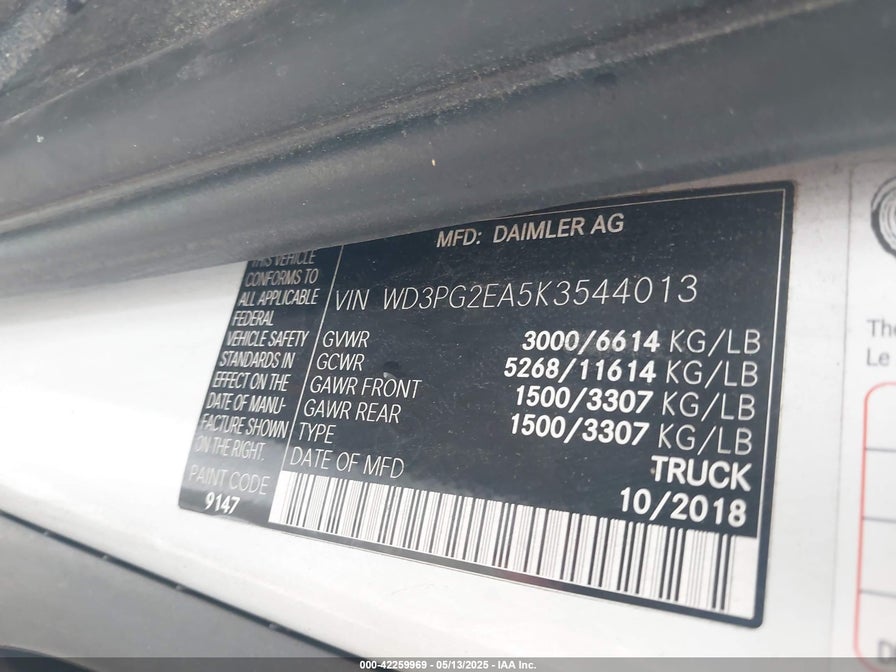 MFD: DAIMLER AG
THIS VEHICLE
CONFORMS TO
ALL APPLICABLE
FEDERAL
VEHICLE SAFETY
STANDARDS IN
EFFECT ON THE
DATE OF MANU-
FACTURE SHOWN
ON THE RIGHT.
PAINT CODE
9147
VIN WD3PG2EA5K3544013
GVWR 3000/6614 KG/LB
GCWR 5268/11614 KG/LB
GAWR FRONT 1500/3307 KG/LB
GAWR REAR 1500/3307 KG/LB
TYPE TRUCK
DATE OF MFD 10/2018
The
Le
000-42259969 - 05/13/2025 - IAA Inc.